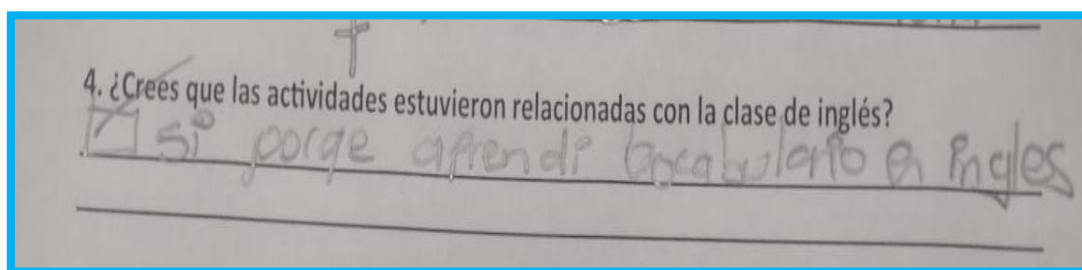 4. ¿Crees que las actividades estuvieron relacionadas con la clase de inglés?
si porqe aprendi bocabulario en ingles